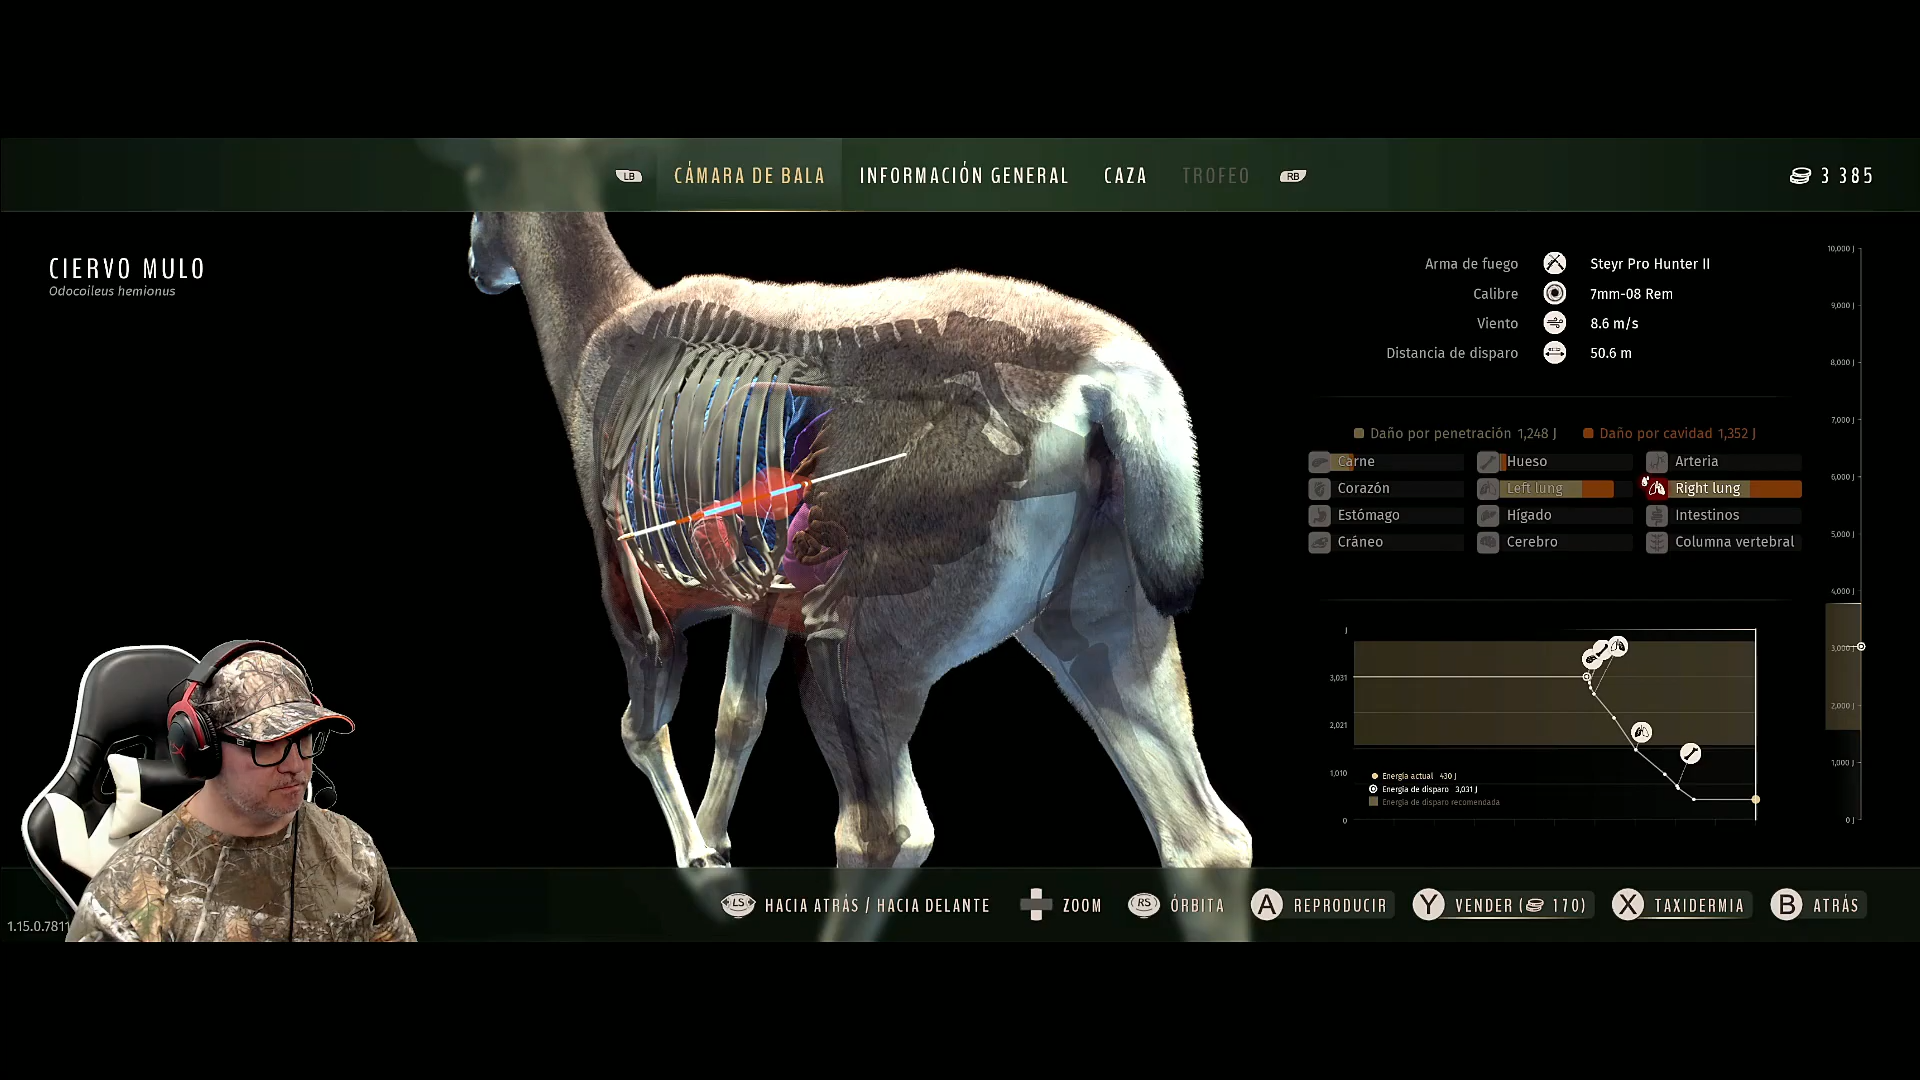 LB
CÁMARA DE BALA
INFORMACIÓN GENERAL
CAZA
TROFEO
RB
3 385
CIERVO MULO
Odocoileus hemionus
Arma de fuego Steyr Pro Hunter II
Calibre 7mm-08 Rem
Viento 8.6 m/s
Distancia de disparo 50.6 m
Daño por penetración 1,248 J
Daño por cavidad 1,352 J
Carne Hueso Arteria
Corazón Left lung Right lung
Estómago Hígado Intestinos
Cráneo Cerebro Columna vertebral
10,000 J
9,000 J
8,000 J
7,000 J
6,000 J
5,000 J
4,000 J
3,000 J
2,000 J
1,000 J
0 J
J
3,031
2,021
1,010
0
Energía actual 430 J
Energía de disparo 3,031 J
Energía de disparo recomendada
1.15.0.7811
LS HACIA ATRÁS / HACIA DELANTE
ZOOM
RS ÓRBITA
A REPRODUCIR
Y VENDER ( 170)
X TAXIDERMIA
B ATRÁS